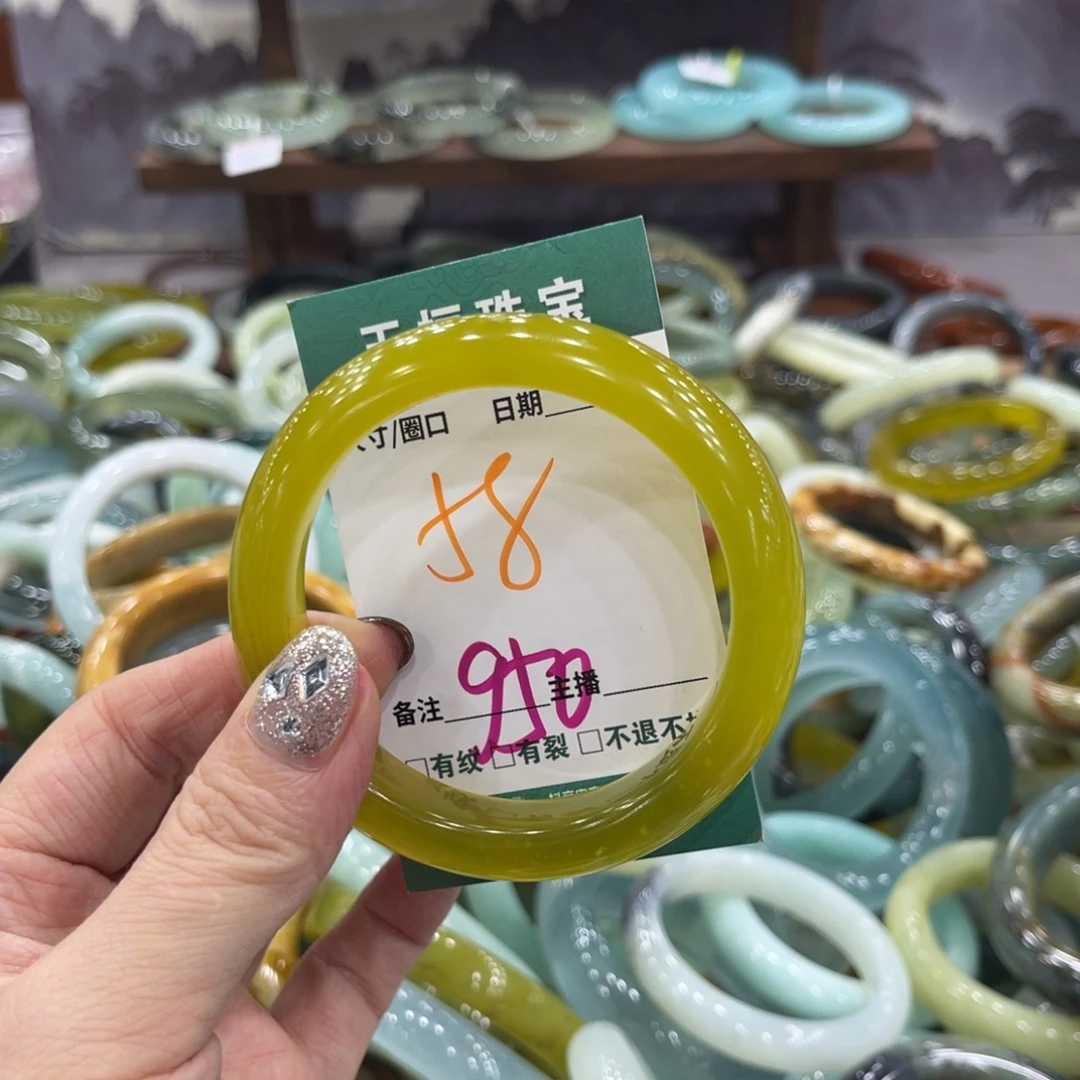 珠宝
寸/圈口 日期
58
950
备注 主播
□有纹 □有裂 □不退不